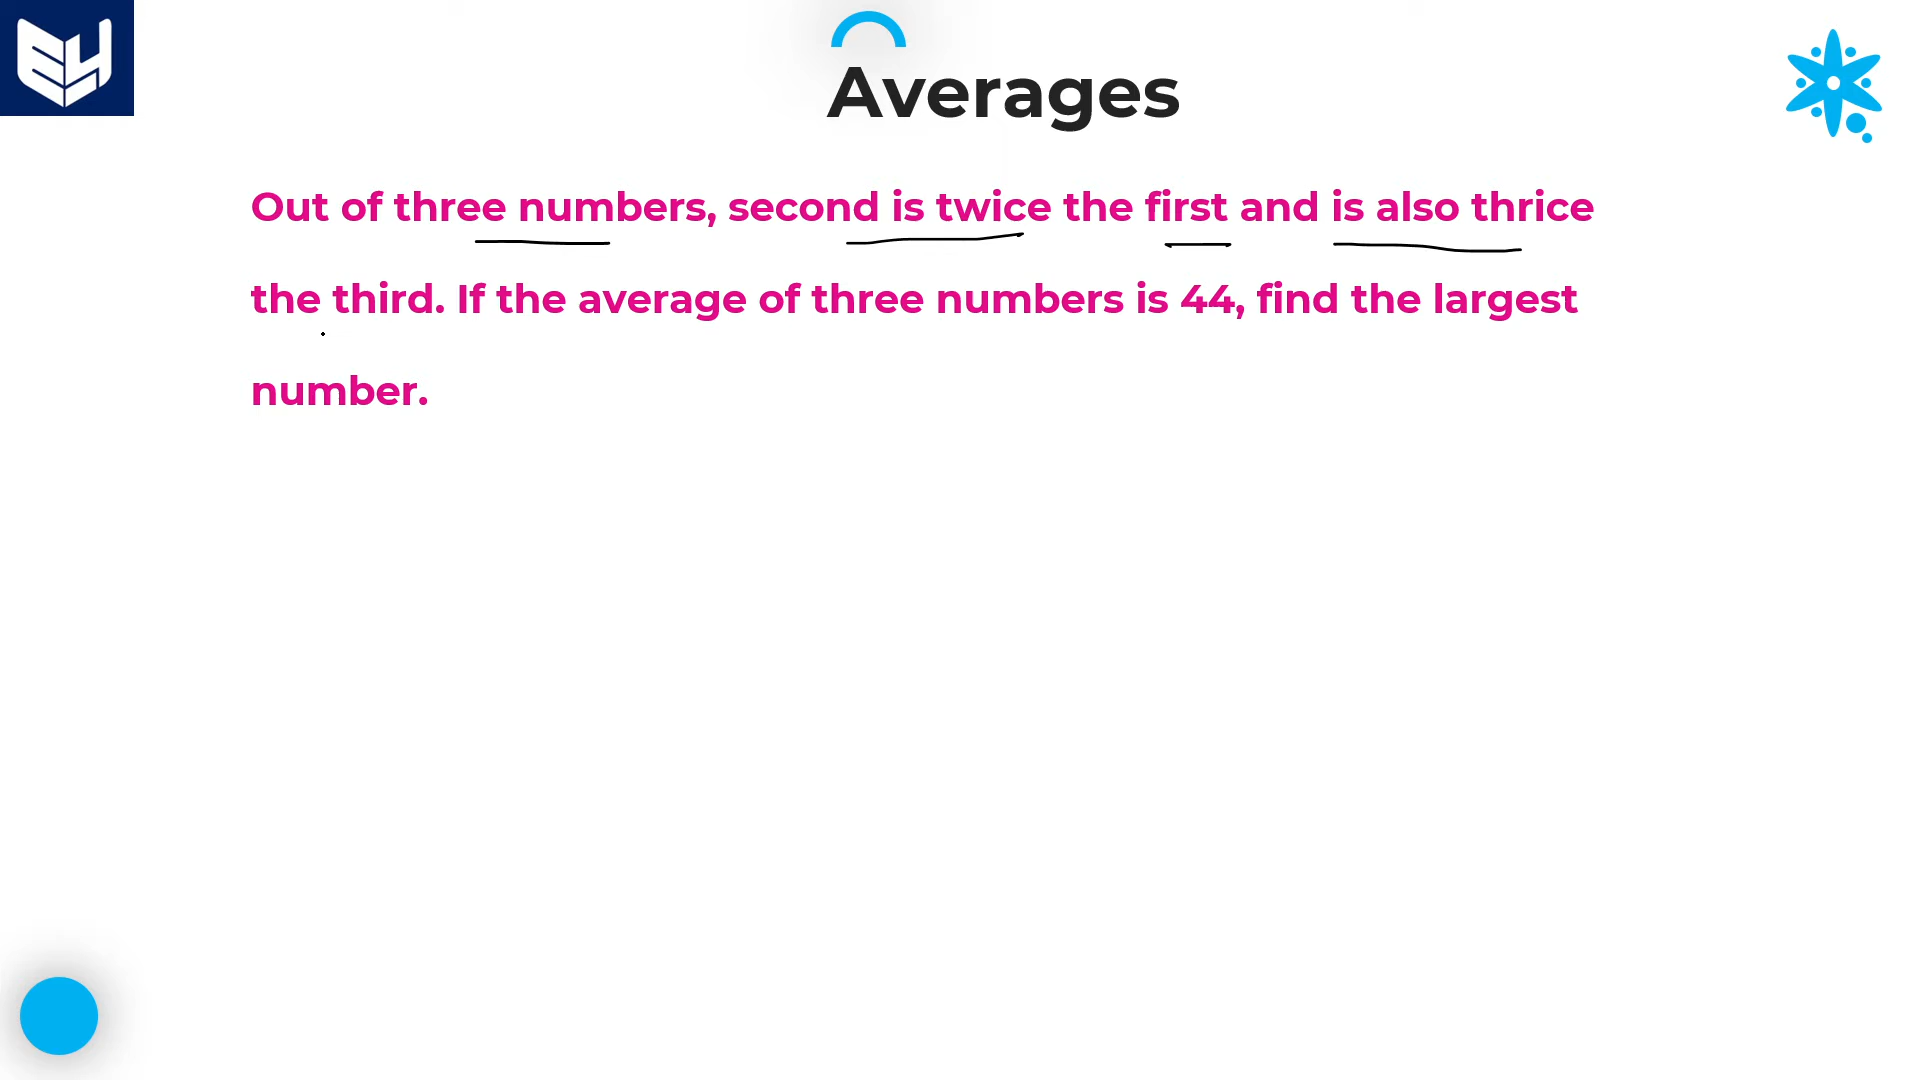 Averages
Out of three numbers, second is twice the first and is also thrice
the third. If the average of three numbers is 44, find the largest
number.